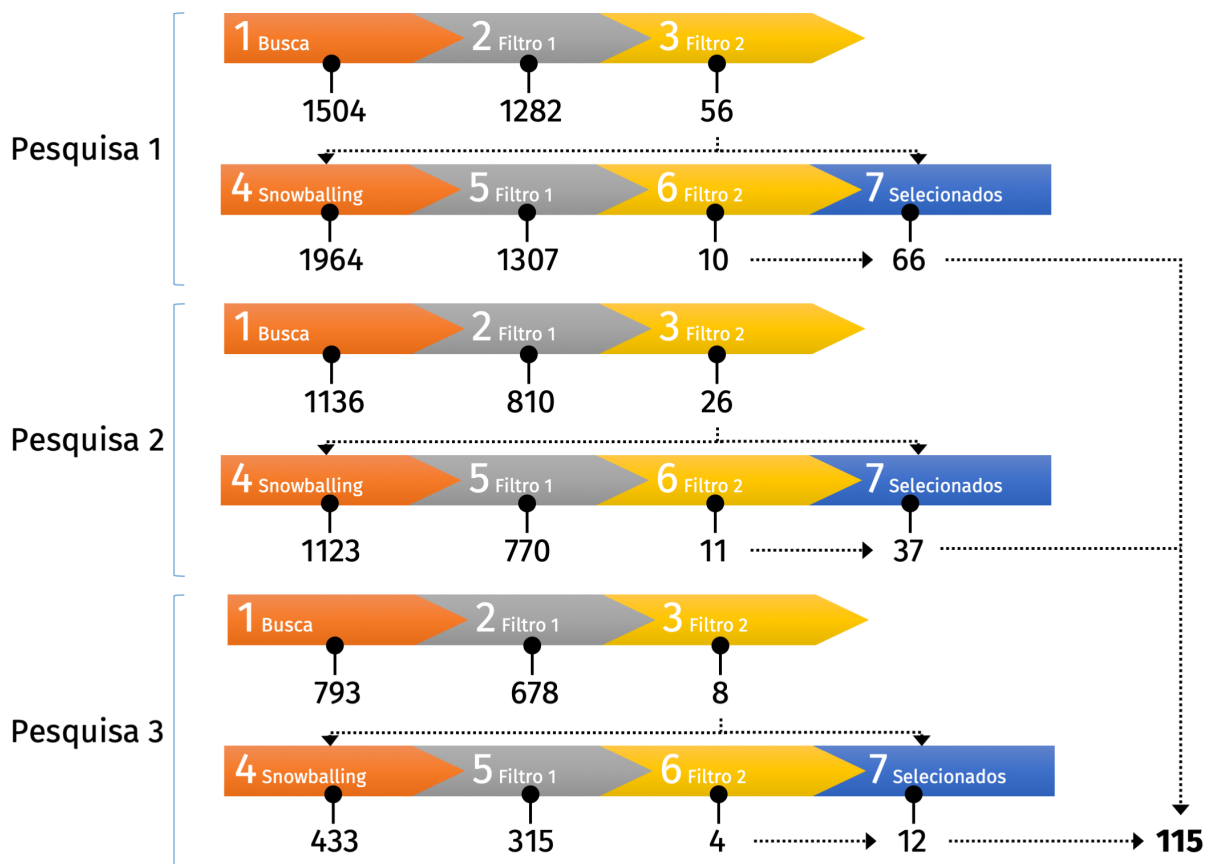 1 Busca 2 Filtro 1 3 Filtro 2
1504 1282 56
Pesquisa 1
4 Snowballing 5 Filtro 1 6 Filtro 2 7 Selecionados
1964 1307 10 66
1 Busca 2 Filtro 1 3 Filtro 2
1136 810 26
Pesquisa 2
4 Snowballing 5 Filtro 1 6 Filtro 2 7 Selecionados
1123 770 11 37
1 Busca 2 Filtro 1 3 Filtro 2
793 678 8
Pesquisa 3
4 Snowballing 5 Filtro 1 6 Filtro 2 7 Selecionados
433 315 4 12 115